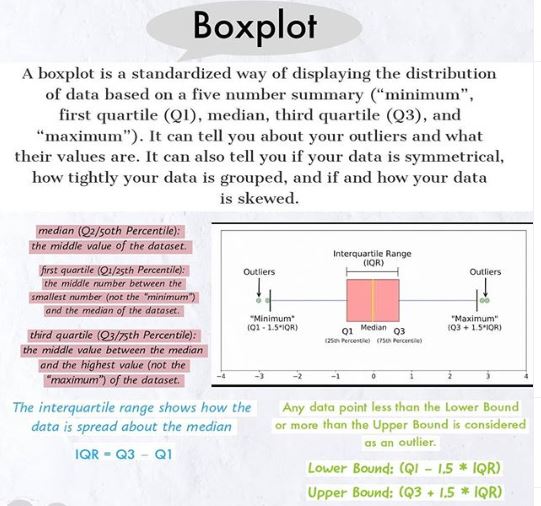 Boxplot
A boxplot is a standardized way of displaying the distribution
of data based on a five number summary (“minimum”,
first quartile (Q1), median, third quartile (Q3), and
“maximum”). It can tell you about your outliers and what
their values are. It can also tell you if your data is symmetrical,
how tightly your data is grouped, and if and how your data
is skewed.
median (Q2/50th Percentile):
the middle value of the dataset.
first quartile (Q1/25th Percentile):
the middle number between the
smallest number (not the "minimum")
and the median of the dataset.
third quartile (Q3/75th Percentile):
the middle value between the median
and the highest value (not the
"maximum") of the dataset.
Interquartile Range
(IQR)
Outliers
Outliers
"Minimum"
(Q1 - 1.5*IQR)
"Maximum"
(Q3 + 1.5*IQR)
Q1 Median Q3
(25th Percentile) (75th Percentile)
-4 -3 -2 -1 0 1 2 3 4
The interquartile range shows how the
data is spread about the median
IQR = Q3 - Q1
Any data point less than the Lower Bound
or more than the Upper Bound is considered
as an outlier.
Lower Bound: (Q1 - 1.5 * IQR)
Upper Bound: (Q3 + 1.5 * IQR)